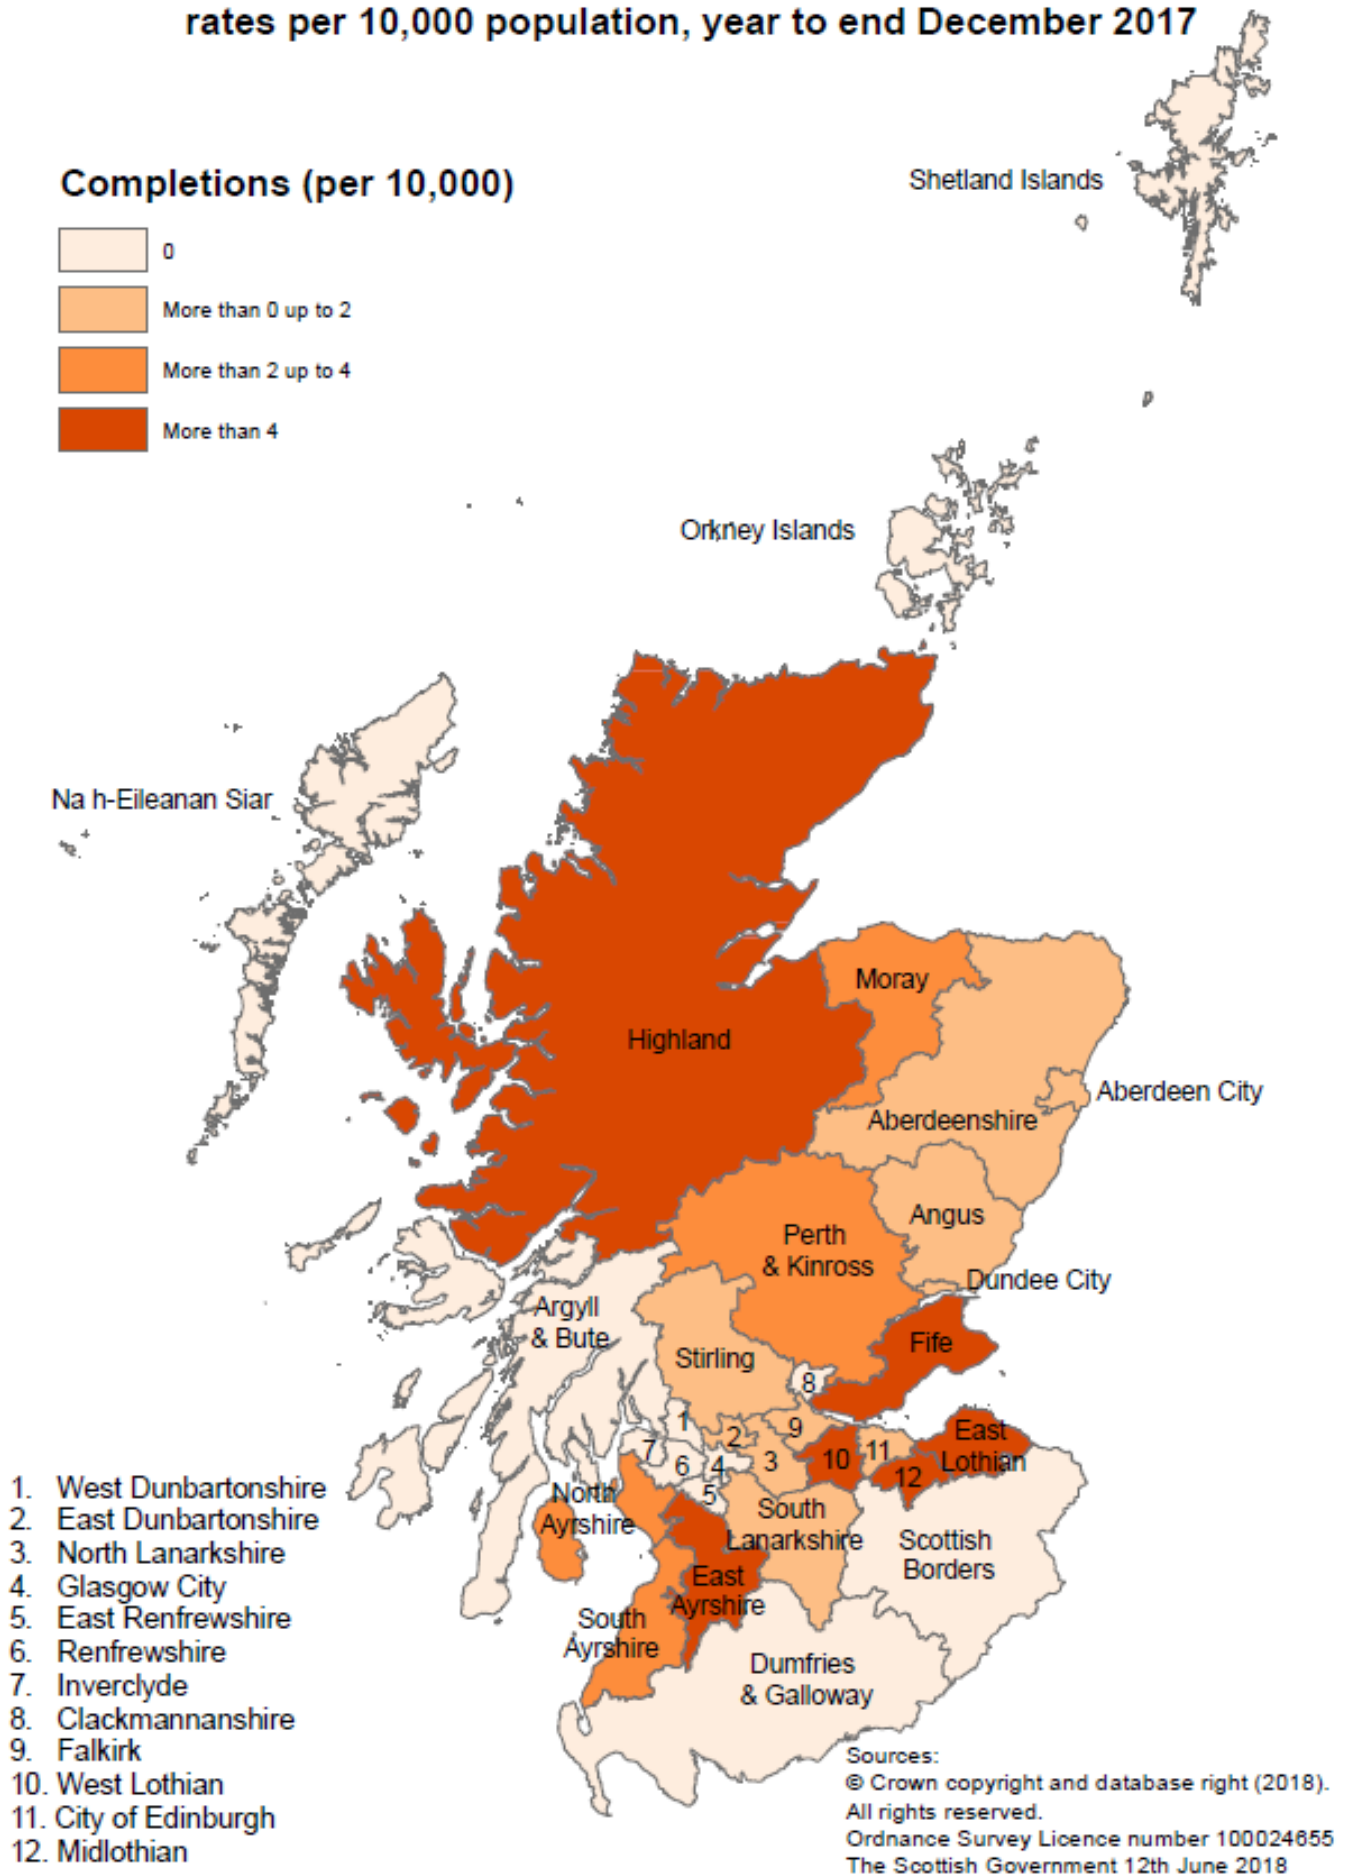 rates per 10,000 population, year to end December 2017
Completions (per 10,000)
0
More than 0 up to 2
More than 2 up to 4
More than 4
Shetland Islands
Orkney Islands
Na h-Eileanan Siar
Moray
Highland
Aberdeen City
Aberdeenshire
Angus
Perth
& Kinross
Dundee City
Argyll
& Bute
Fife
Stirling
8
1
2
9
East
Lothian
7
6
4
3
10
11
12
5
North
Ayrshire
South
Lanarkshire
Scottish
Borders
East
Ayrshire
South
Ayrshire
Dumfries
& Galloway
1. West Dunbartonshire
2. East Dunbartonshire
3. North Lanarkshire
4. Glasgow City
5. East Renfrewshire
6. Renfrewshire
7. Inverclyde
8. Clackmannanshire
9. Falkirk
10. West Lothian
11. City of Edinburgh
12. Midlothian
Sources:
© Crown copyright and database right (2018).
All rights reserved.
Ordnance Survey Licence number 100024655
The Scottish Government 12th June 2018